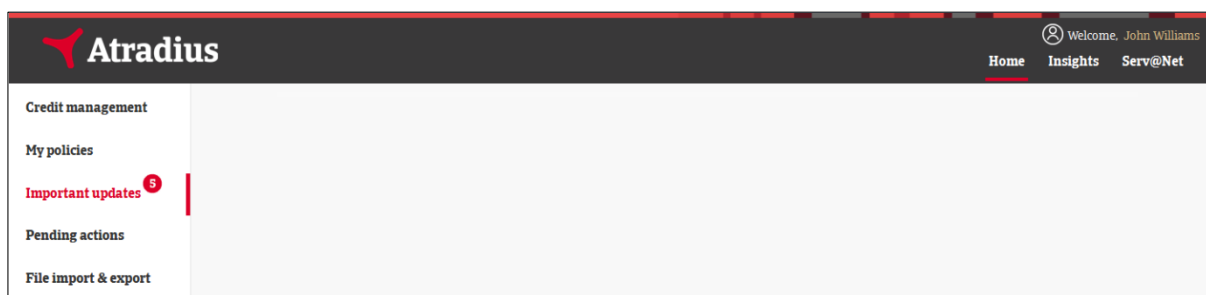 Atradius
Welcome, John Williams
Home Insights Serv@Net
Credit management
My policies
Important updates 5
Pending actions
File import & export